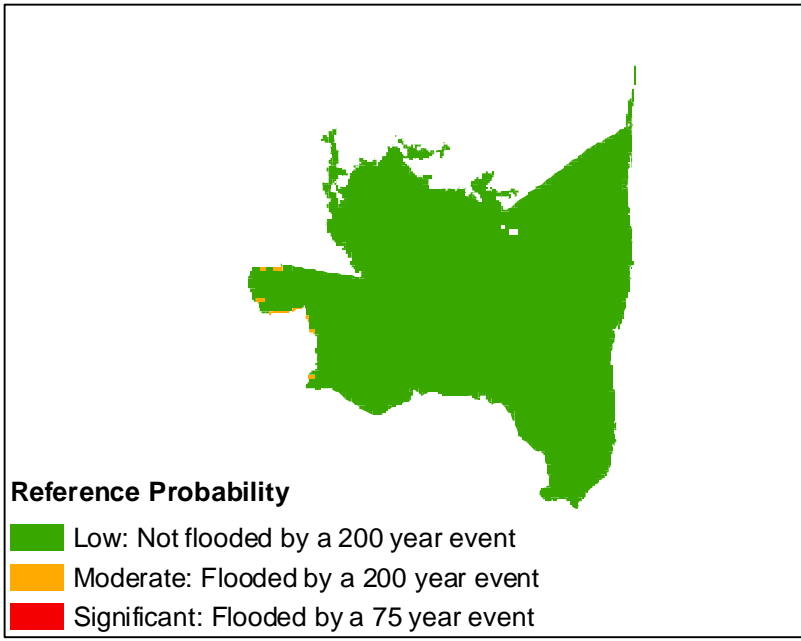 Reference Probability
Low: Not flooded by a 200 year event
Moderate: Flooded by a 200 year event
Significant: Flooded by a 75 year event